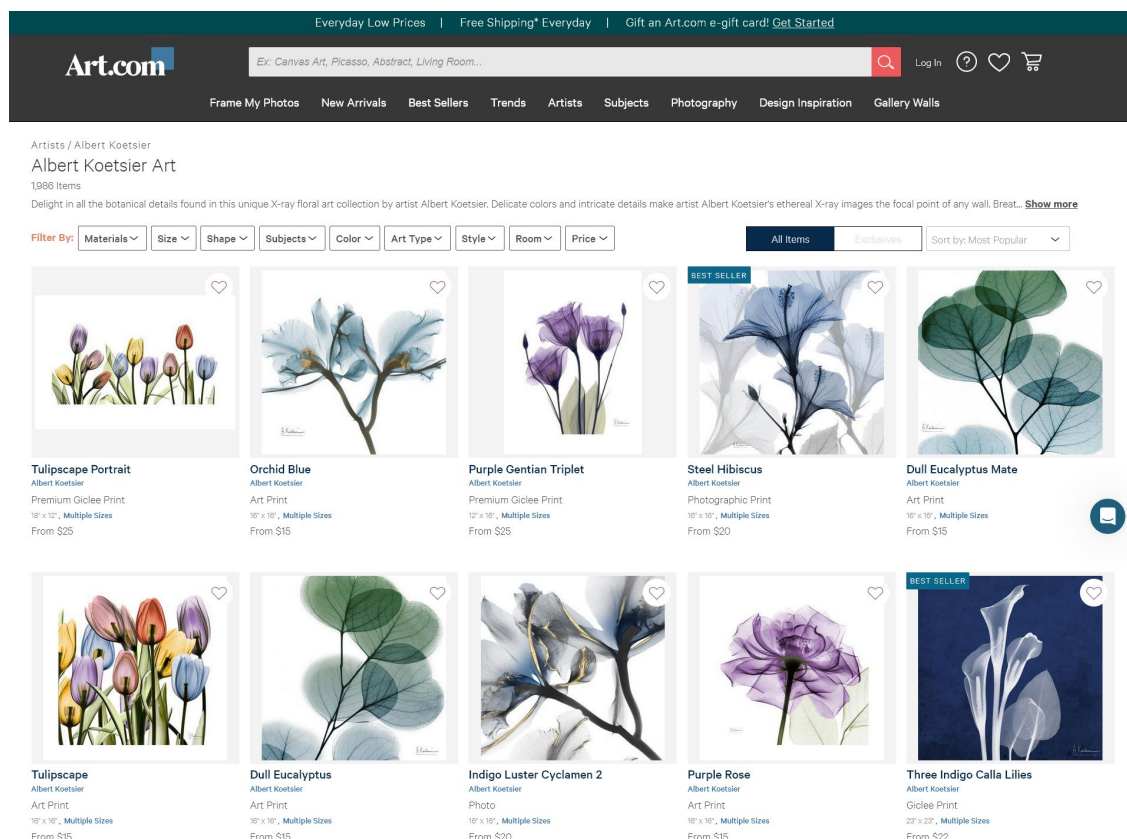 Everyday Low Prices | Free Shipping* Everyday | Gift an Art.com e-gift card! Get Started
Art.com
Ex: Canvas Art, Picasso, Abstract, Living Room...
Log In
Frame My Photos New Arrivals Best Sellers Trends Artists Subjects Photography Design Inspiration Gallery Walls
Artists / Albert Koetsier
Albert Koetsier Art
1,986 Items
Delight in all the botanical details found in this unique X-ray floral art collection by artist Albert Koetsier. Delicate colors and intricate details make artist Albert Koetsier's ethereal X-ray images the focal point of any wall. Breat... Show more
Filter By: Materials Size Shape Subjects Color Art Type Style Room Price
All Items Exclusives Sort by: Most Popular
BEST SELLER
Tulipscape Portrait Orchid Blue Purple Gentian Triplet Steel Hibiscus Dull Eucalyptus Mate
Albert Koetsier Albert Koetsier Albert Koetsier Albert Koetsier Albert Koetsier
Premium Giclee Print Art Print Premium Giclee Print Photographic Print Art Print
18" x 12", Multiple Sizes 16" x 16", Multiple Sizes 12" x 16", Multiple Sizes 16" x 16", Multiple Sizes 16" x 16", Multiple Sizes
From $25 From $15 From $25 From $20 From $15
BEST SELLER
Tulipscape Dull Eucalyptus Indigo Luster Cyclamen 2 Purple Rose Three Indigo Calla Lilies
Albert Koetsier Albert Koetsier Albert Koetsier Albert Koetsier Albert Koetsier
Art Print Art Print Photo Art Print Giclee Print
16" x 16", Multiple Sizes 16" x 16", Multiple Sizes 16" x 16", Multiple Sizes 16" x 16", Multiple Sizes 23" x 23", Multiple Sizes
From $15 From $15 From $20 From $15 From $22